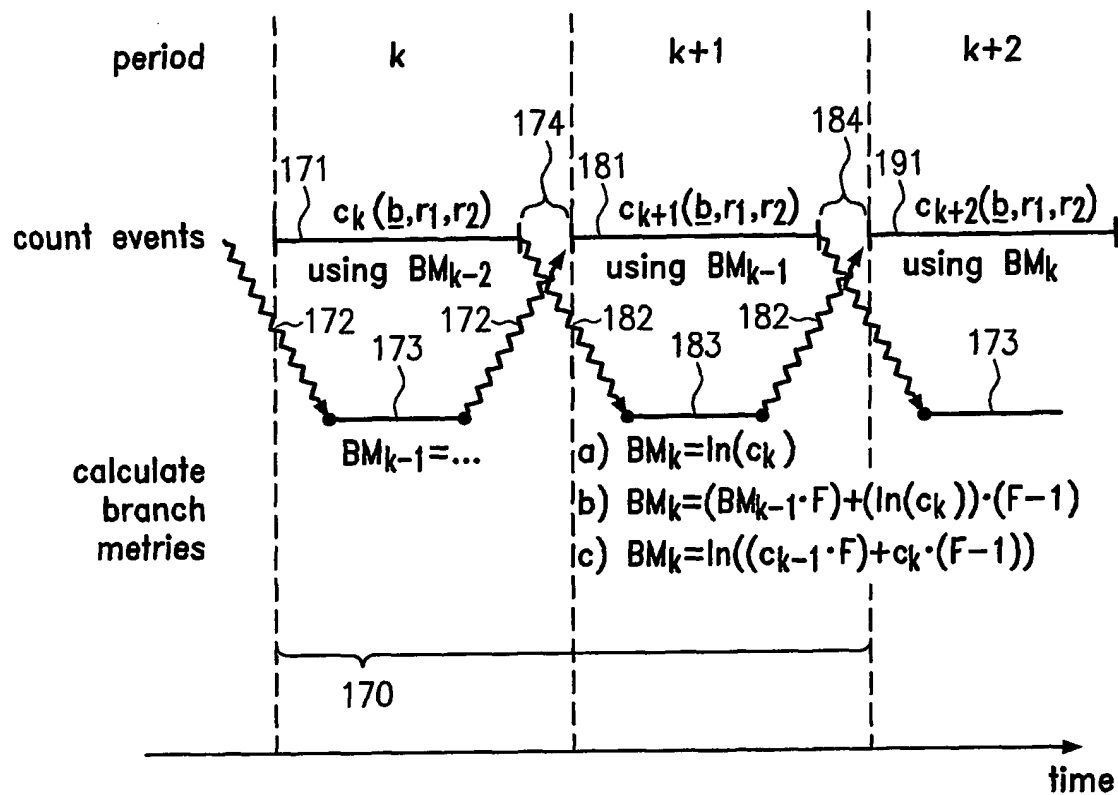 period k k+1 k+2
174 184
171 181 191
c_k(b,r_1,r_2) c_{k+1}(b,r_1,r_2) c_{k+2}(b,r_1,r_2)
count events
using BM_{k-2} using BM_{k-1} using BM_k
172 172 182 182
173 183 173
BM_{k-1}=...
calculate
branch
metries
a) BM_k=ln(c_k)
b) BM_k=(BM_{k-1}·F)+(ln(c_k))·(F-1)
c) BM_k=ln((c_{k-1}·F)+c_k·(F-1))
170
time